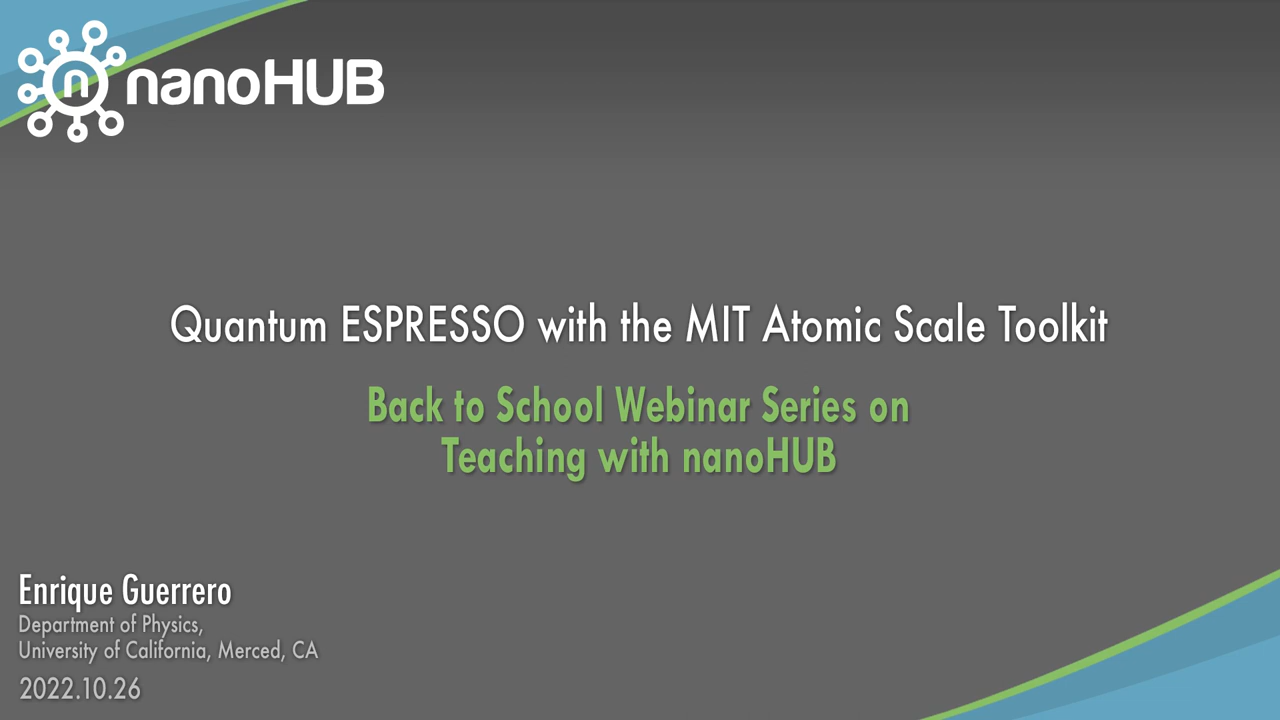 nanoHUB
Quantum ESPRESSO with the MIT Atomic Scale Toolkit
Back to School Webinar Series on
Teaching with nanoHUB
Enrique Guerrero
Department of Physics,
University of California, Merced, CA
2022.10.26